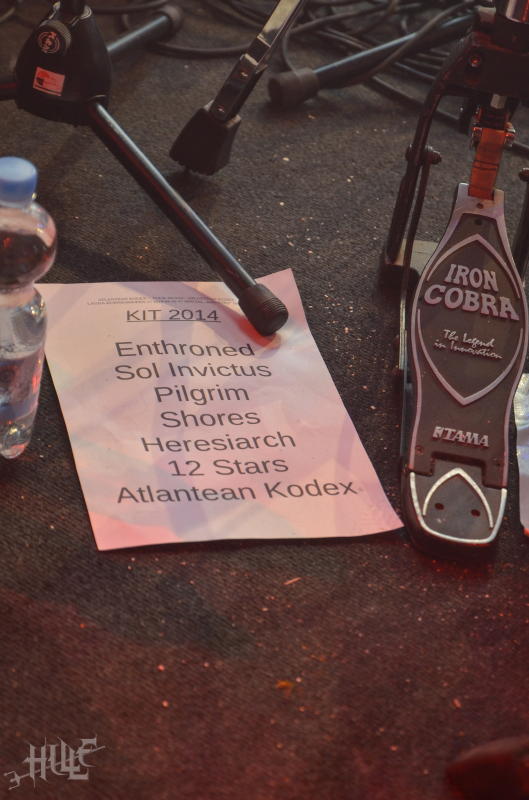 KIT 2014
Enthroned
Sol Invictus
Pilgrim
Shores
Heresiarch
12 Stars
Atlantean Kodex
IRON
COBRA
The Legend
in Innovation
TAMA
HULE